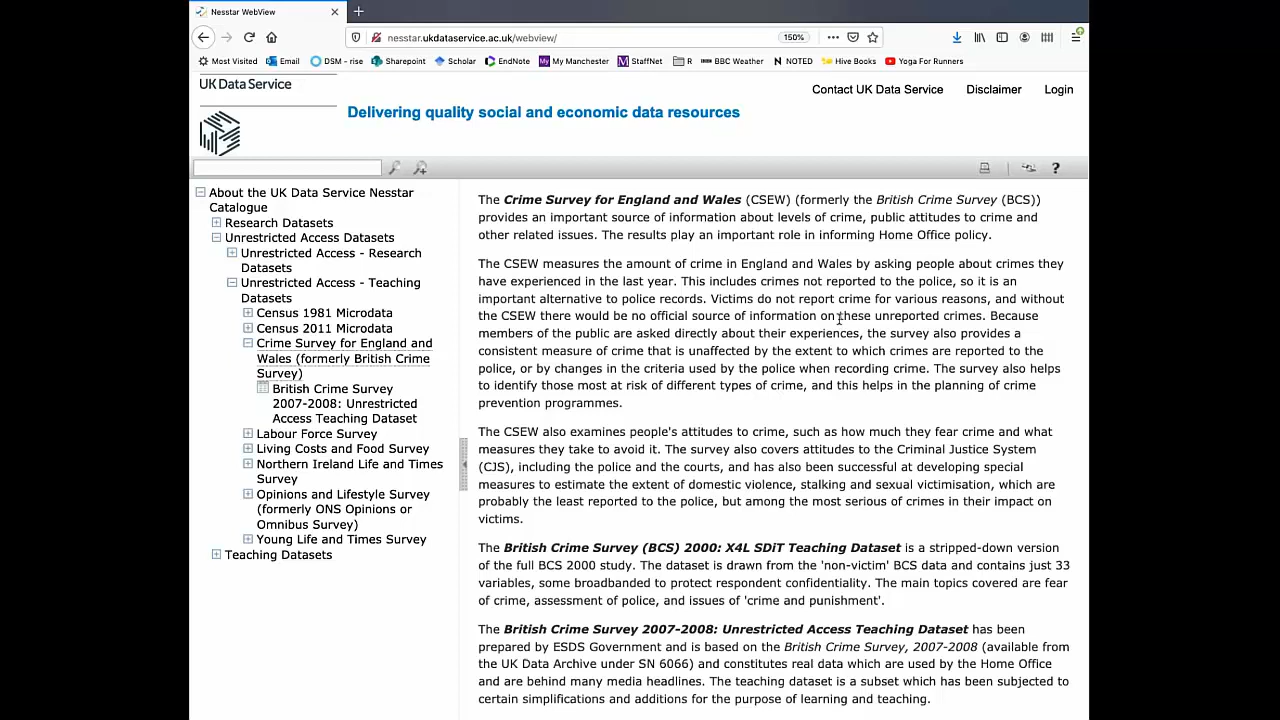 Nesstar WebView
nesstar.ukdataservice.ac.uk/webview/
150%
Most Visited
Email
DSM - rise
Sharepoint
Scholar
EndNote
My Manchester
StaffNet
R
BBC Weather
NOTED
Hive Books
Yoga For Runners
UK Data Service
Contact UK Data Service
Disclaimer
Login
Delivering quality social and economic data resources
?
About the UK Data Service Nesstar
Catalogue
Research Datasets
Unrestricted Access Datasets
Unrestricted Access - Research
Datasets
Unrestricted Access - Teaching
Datasets
Census 1981 Microdata
Census 2011 Microdata
Crime Survey for England and
Wales (formerly British Crime
Survey)
British Crime Survey
2007-2008: Unrestricted
Access Teaching Dataset
Labour Force Survey
Living Costs and Food Survey
Northern Ireland Life and Times
Survey
Opinions and Lifestyle Survey
(formerly ONS Opinions or
Omnibus Survey)
Young Life and Times Survey
Teaching Datasets
The Crime Survey for England and Wales (CSEW) (formerly the British Crime Survey (BCS))
provides an important source of information about levels of crime, public attitudes to crime and
other related issues. The results play an important role in informing Home Office policy.
The CSEW measures the amount of crime in England and Wales by asking people about crimes they
have experienced in the last year. This includes crimes not reported to the police, so it is an
important alternative to police records. Victims do not report crime for various reasons, and without
the CSEW there would be no official source of information on these unreported crimes. Because
members of the public are asked directly about their experiences, the survey also provides a
consistent measure of crime that is unaffected by the extent to which crimes are reported to the
police, or by changes in the criteria used by the police when recording crime. The survey also helps
to identify those most at risk of different types of crime, and this helps in the planning of crime
prevention programmes.
The CSEW also examines people's attitudes to crime, such as how much they fear crime and what
measures they take to avoid it. The survey also covers attitudes to the Criminal Justice System
(CJS), including the police and the courts, and has also been successful at developing special
measures to estimate the extent of domestic violence, stalking and sexual victimisation, which are
probably the least reported to the police, but among the most serious of crimes in their impact on
victims.
The British Crime Survey (BCS) 2000: X4L SDiT Teaching Dataset is a stripped-down version
of the full BCS 2000 study. The dataset is drawn from the 'non-victim' BCS data and contains just 33
variables, some broadbanded to protect respondent confidentiality. The main topics covered are fear
of crime, assessment of police, and issues of 'crime and punishment'.
The British Crime Survey 2007-2008: Unrestricted Access Teaching Dataset has been
prepared by ESDS Government and is based on the British Crime Survey, 2007-2008 (available from
the UK Data Archive under SN 6066) and constitutes real data which are used by the Home Office
and are behind many media headlines. The teaching dataset is a subset which has been subjected to
certain simplifications and additions for the purpose of learning and teaching.